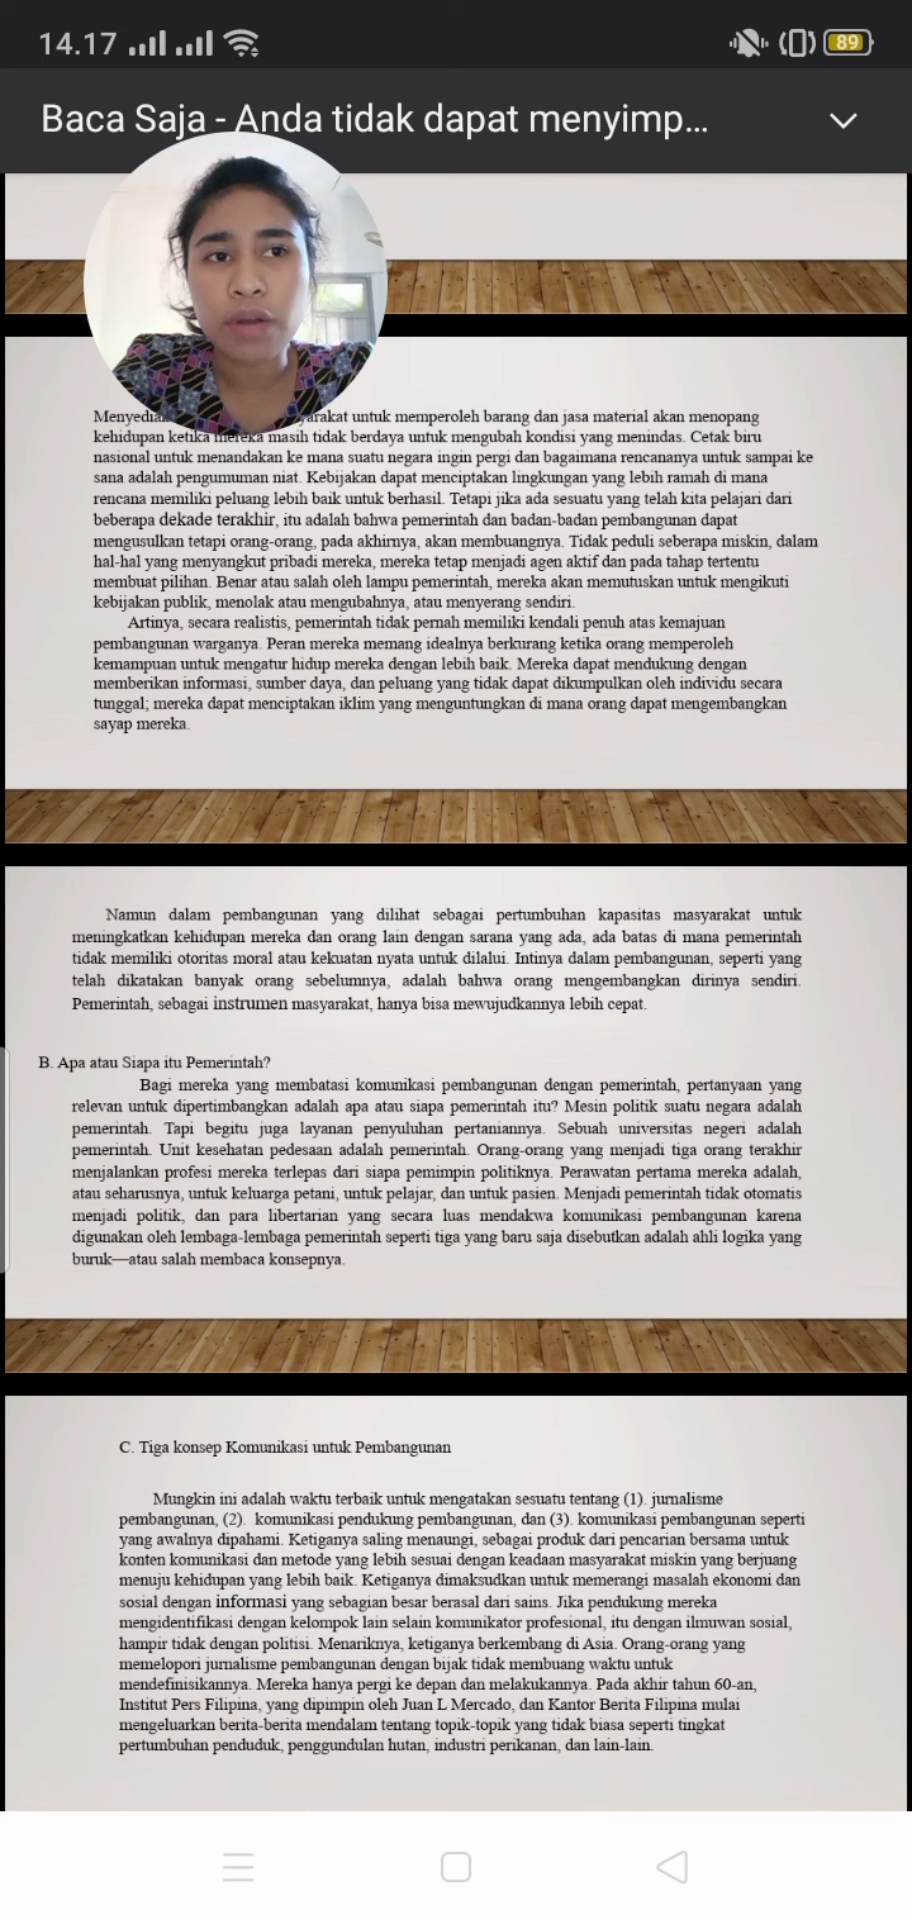 14.17
89
Baca Saja - Anda tidak dapat menyimp...
arakat untuk memperoleh barang dan jasa material akan menopang
kehidupan ketika mereka masih tidak berdaya untuk mengubah kondisi yang menindas. Cetak biru
nasional untuk menandakan ke mana suatu negara ingin pergi dan bagaimana rencananya untuk sampai ke
sana adalah pengumuman niat. Kebijakan dapat menciptakan lingkungan yang lebih ramah di mana
rencana memiliki peluang lebih baik untuk berhasil. Tetapi jika ada sesuatu yang telah kita pelajari dari
beberapa dekade terakhir, itu adalah bahwa pemerintah dan badan-badan pembangunan dapat
mengusulkan tetapi orang-orang, pada akhirnya, akan membuangnya. Tidak peduli seberapa miskin, dalam
hal-hal yang menyangkut pribadi mereka, mereka tetap menjadi agen aktif dan pada tahap tertentu
membuat pilihan. Benar atau salah oleh lampu pemerintah, mereka akan memutuskan untuk mengikuti
kebijakan publik, menolak atau mengubahnya, atau menyerang sendiri.
Artinya, secara realistis, pemerintah tidak pernah memiliki kendali penuh atas kemajuan
pembangunan warganya. Peran mereka memang idealnya berkurang ketika orang memperoleh
kemampuan untuk mengatur hidup mereka dengan lebih baik. Mereka dapat mendukung dengan
memberikan informasi, sumber daya, dan peluang yang tidak dapat dikumpulkan oleh individu secara
tunggal; mereka dapat menciptakan iklim yang menguntungkan di mana orang dapat mengembangkan
sayap mereka.
Namun dalam pembangunan yang dilihat sebagai pertumbuhan kapasitas masyarakat untuk
meningkatkan kehidupan mereka dan orang lain dengan sarana yang ada, ada batas di mana pemerintah
tidak memiliki otoritas moral atau kekuatan nyata untuk dilalui. Intinya dalam pembangunan, seperti yang
telah dikatakan banyak orang sebelumnya, adalah bahwa orang mengembangkan dirinya sendiri.
Pemerintah, sebagai instrumen masyarakat, hanya bisa mewujudkannya lebih cepat.
B. Apa atau Siapa itu Pemerintah?
Bagi mereka yang membatasi komunikasi pembangunan dengan pemerintah, pertanyaan yang
relevan untuk dipertimbangkan adalah apa atau siapa pemerintah itu? Mesin politik suatu negara adalah
pemerintah. Tapi begitu juga layanan penyuluhan pertaniannya. Sebuah universitas negeri adalah
pemerintah. Unit kesehatan pedesaan adalah pemerintah. Orang-orang yang menjadi tiga orang terakhir
menjalankan profesi mereka terlepas dari siapa pemimpin politiknya. Perawatan pertama mereka adalah,
atau seharusnya, untuk keluarga petani, untuk pelajar, dan untuk pasien. Menjadi pemerintah tidak otomatis
menjadi politik, dan para libertarian yang secara luas mendakwa komunikasi pembangunan karena
digunakan oleh lembaga-lembaga pemerintah seperti tiga yang baru saja disebutkan adalah ahli logika yang
buruk—atau salah membaca konsepnya.
C. Tiga konsep Komunikasi untuk Pembangunan
Mungkin ini adalah waktu terbaik untuk mengatakan sesuatu tentang (1). jurnalisme
pembangunan, (2). komunikasi pendukung pembangunan, dan (3). komunikasi pembangunan seperti
yang awalnya dipahami. Ketiganya saling menaungi, sebagai produk dari pencarian bersama untuk
konten komunikasi dan metode yang lebih sesuai dengan keadaan masyarakat miskin yang berjuang
menuju kehidupan yang lebih baik. Ketiganya dimaksudkan untuk memerangi masalah ekonomi dan
sosial dengan informasi yang sebagian besar berasal dari sains. Jika pendukung mereka
mengidentifikasi dengan kelompok lain selain komunikator profesional, itu dengan ilmuwan sosial,
hampir tidak dengan politisi. Menariknya, ketiganya berkembang di Asia. Orang-orang yang
memelopori jurnalisme pembangunan dengan bijak tidak membuang waktu untuk
mendefinisikannya. Mereka hanya pergi ke depan dan melakukannya. Pada akhir tahun 60-an,
Institut Pers Filipina, yang dipimpin oleh Juan L Mercado, dan Kantor Berita Filipina mulai
mengeluarkan berita-berita mendalam tentang topik-topik yang tidak biasa seperti tingkat
pertumbuhan penduduk, penggundulan hutan, industri perikanan, dan lain-lain.